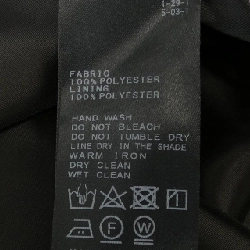 FABRIC
100% POLYESTER
LINING
100% POLYESTER
HAND WASH
DO NOT BLEACH
DO NOT TUMBLE DRY
LINE DRY IN THE SHADE
WARM IRON
DRY CLEAN
WET CLEAN
P W